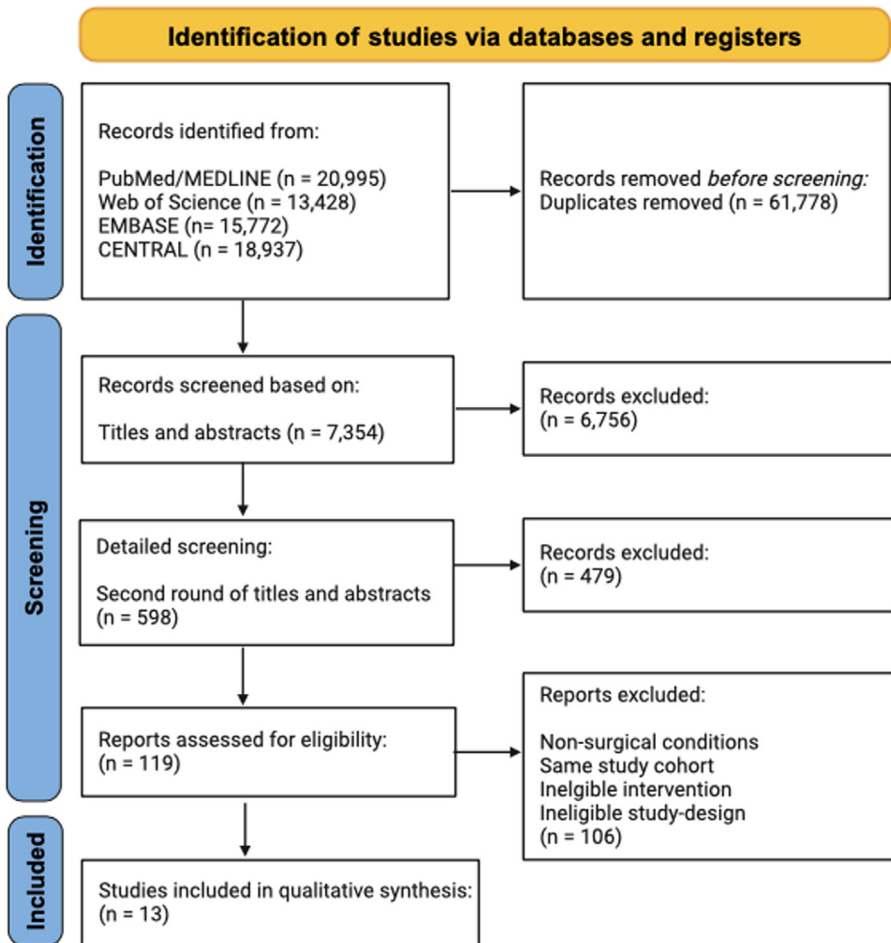 Identification of studies via databases and registers
Identification
Records identified from:
PubMed/MEDLINE (n = 20,995)
Web of Science (n = 13,428)
EMBASE (n= 15,772)
CENTRAL (n = 18,937)
Records removed before screening:
Duplicates removed (n = 61,778)
Screening
Records screened based on:
Titles and abstracts (n = 7,354)
Records excluded:
(n = 6,756)
Detailed screening:
Second round of titles and abstracts
(n = 598)
Records excluded:
(n = 479)
Reports assessed for eligibility:
(n = 119)
Reports excluded:
Non-surgical conditions
Same study cohort
Inelgible intervention
Ineligible study-design
(n = 106)
Included
Studies included in qualitative synthesis:
(n = 13)